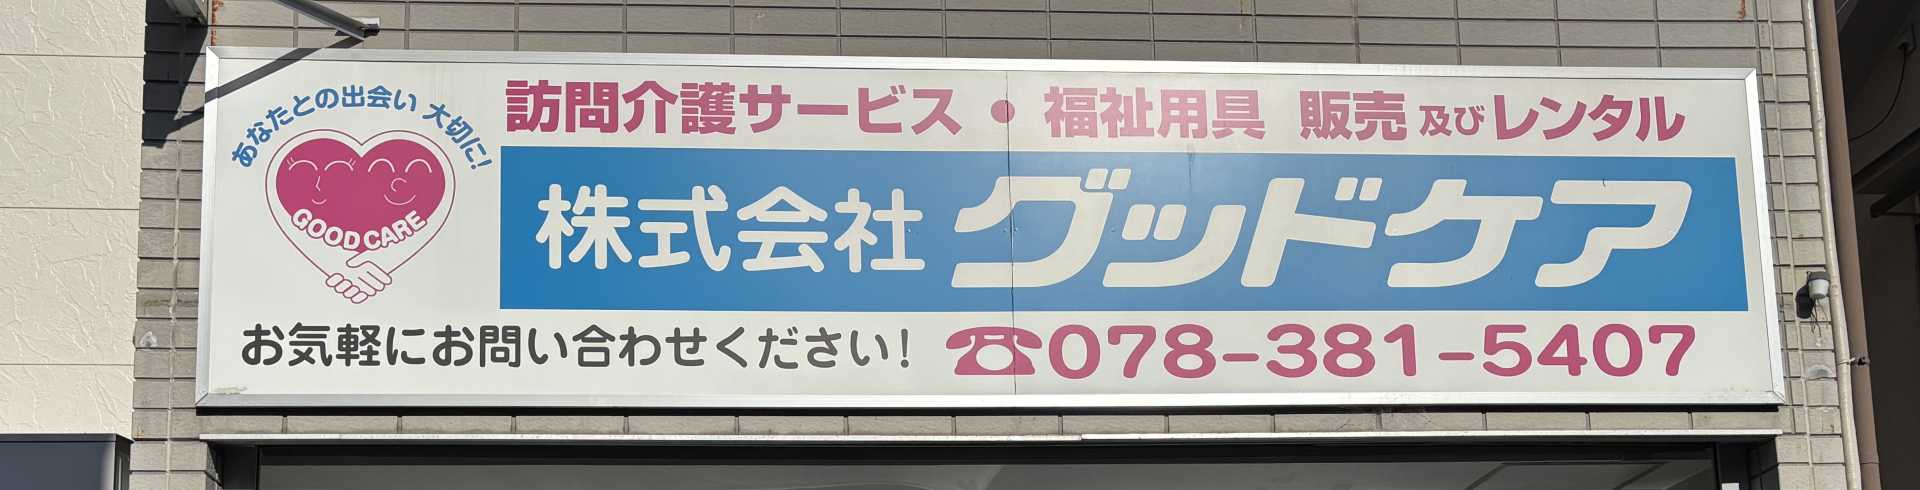 あなたとの出会い 大切に!
GOOD CARE
訪問介護サービス・福祉用具 販売及びレンタル
株式会社グッドケア
お気軽にお問い合わせください! ☎078-381-5407